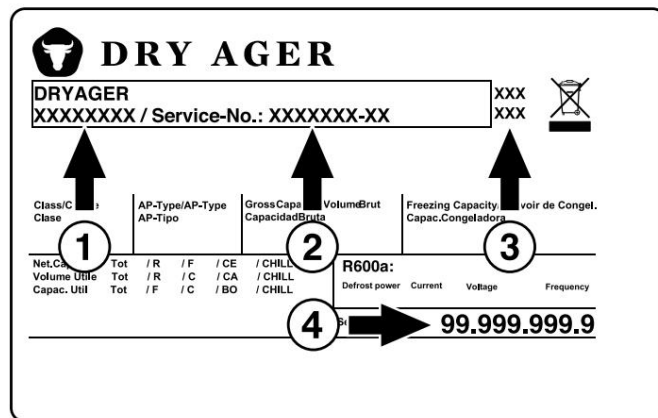 DRY AGER
DRYAGER
XXXXXXXX / Service-No.: XXXXXXX-XX
XXX
XXX
Class/C
Clase
AP-Type/AP-Type
AP-Tipo
Gross Capa VolumeBrut
CapacidadBruta
Freezing Capacity/ voir de Congel.
Capac.Congeladora
1
2
3
Net.Ca Tot / R / F / CE / CHILL
Volume Utile Tot / R / C / CA / CHILL
Capac. Util Tot / F / C / BO / CHILL
R600a:
Defrost power Current Voltage Frequency
4
99.999.999.9